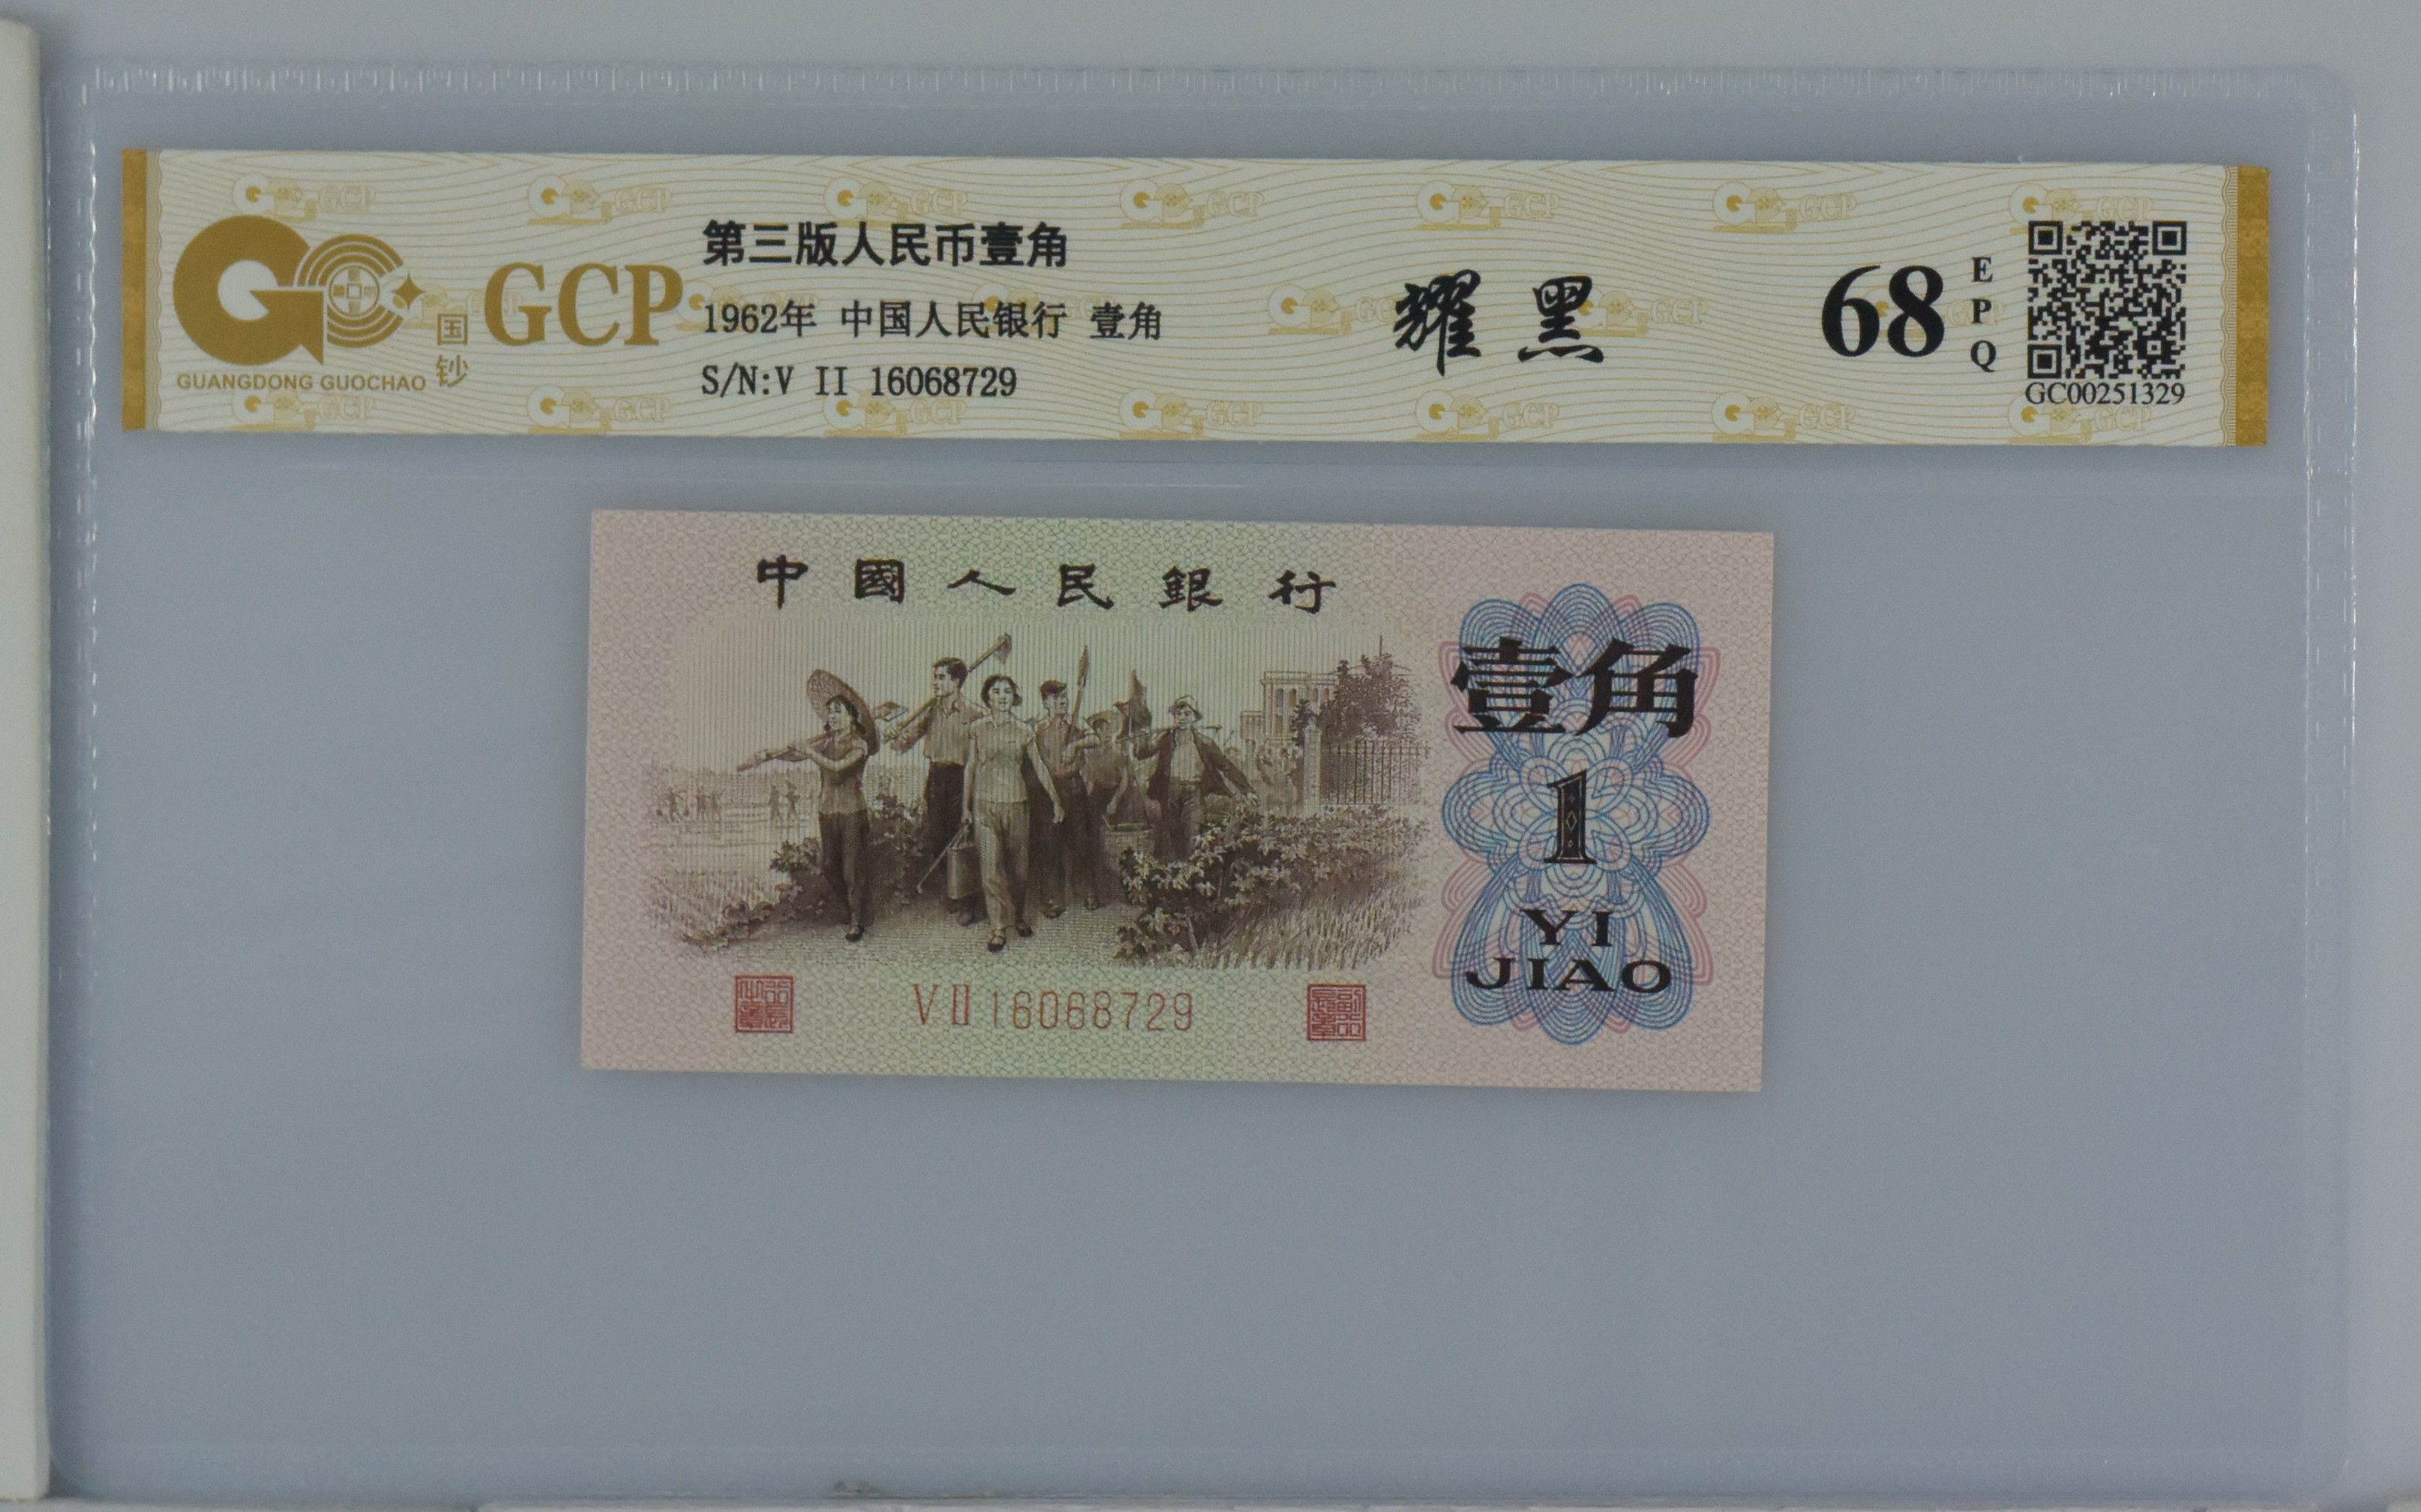 GCP
国钞
GUANGDONG GUOCHAO
第三版人民币壹角
1962年 中国人民银行 壹角
S/N:V II 16068729
耀黑
68
EPQ
GC00251329
中國人民銀行
壹角
1
YI
JIAO
VⅡ16068729